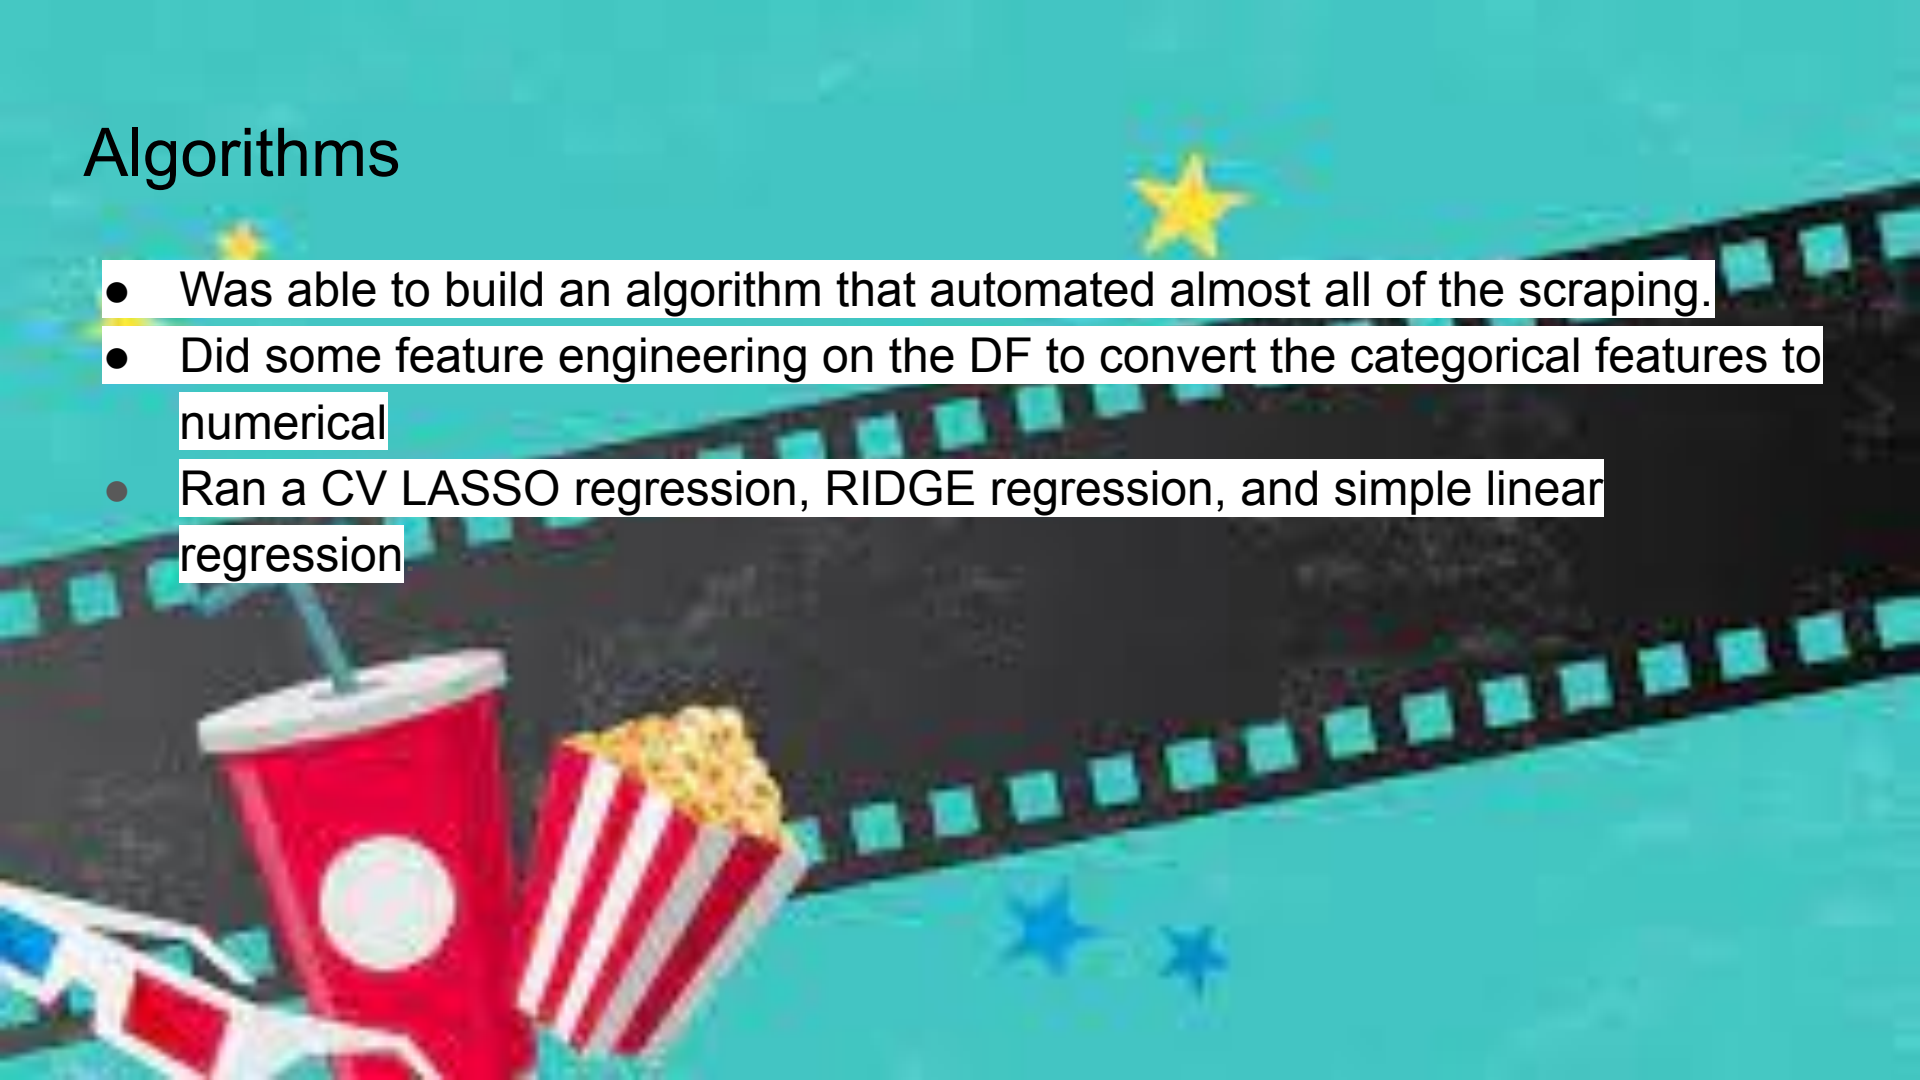 Algorithms
● Was able to build an algorithm that automated almost all of the scraping.
● Did some feature engineering on the DF to convert the categorical features to
numerical
● Ran a CV LASSO regression, RIDGE regression, and simple linear
regression